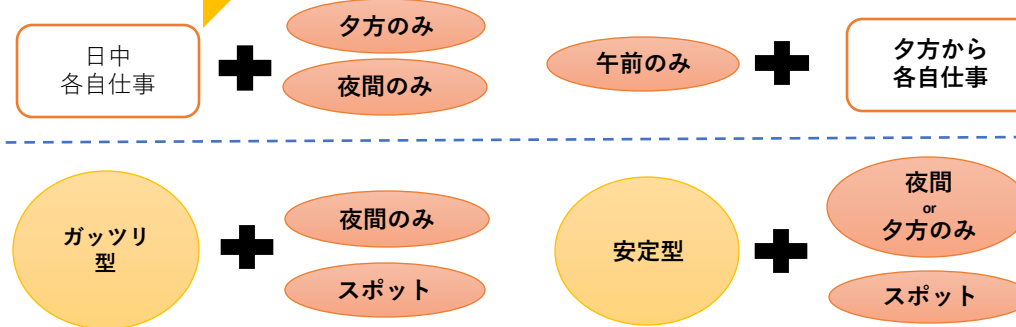 日中
各自仕事
夕方のみ
夜間のみ
午前のみ
夕方から
各自仕事
ガッツリ
型
夜間のみ
スポット
安定型
夜間
or
夕方のみ
スポット